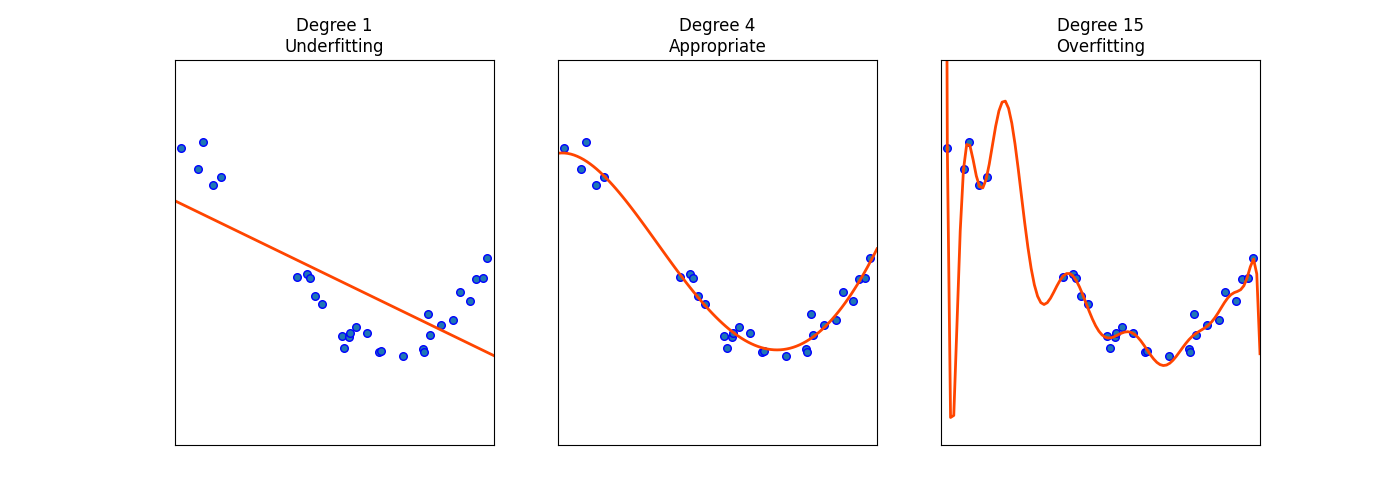 Degree 1
Underfitting
Degree 4
Appropriate
Degree 15
Overfitting